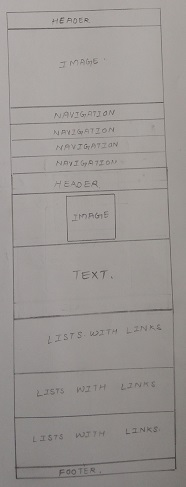 HEADER
IMAGE.
NAVIGATION
NAVIGATION
NAVIGATION
NAVIGATION
HEADER
IMAGE
TEXT.
LISTS WITH LINKS
LISTS WITH LINKS
LISTS WITH LINKS
FOOTER.